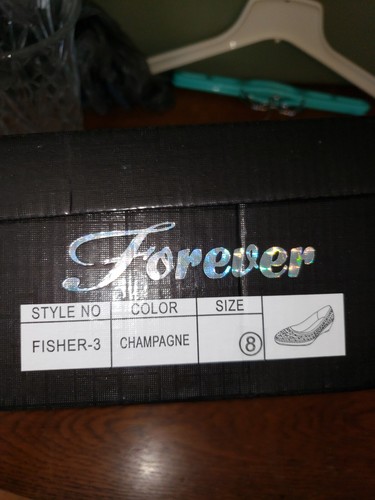 Forever
STYLE NO COLOR SIZE
FISHER-3 CHAMPAGNE 8